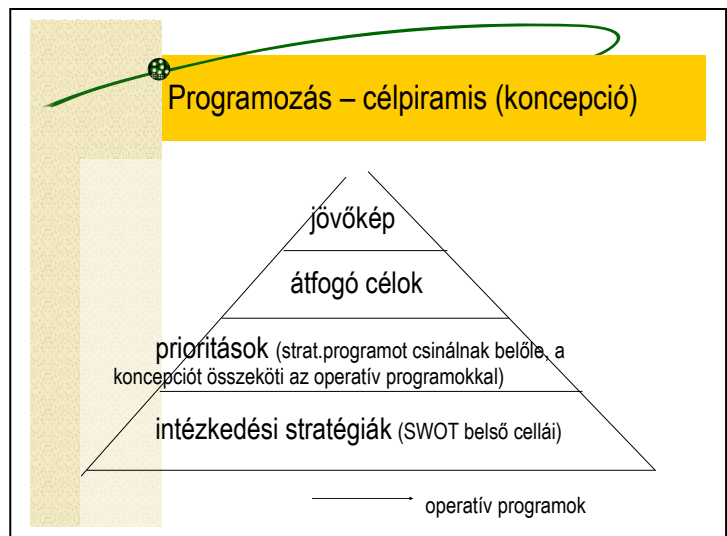 Programozás – célpiramis (koncepció)
jövőkép
átfogó célok
prioritások (strat.programot csinálnak belőle, a
koncepciót összeköti az operatív programokkal)
intézkedési stratégiák (SWOT belső cellái)
operatív programok